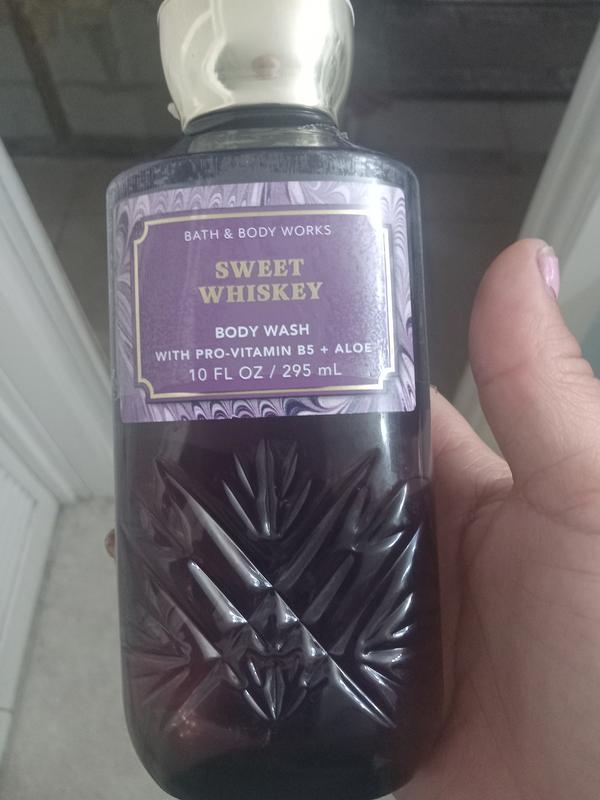 BATH & BODY WORKS
SWEET
WHISKEY
BODY WASH
WITH PRO-VITAMIN B5 + ALOE
10 FL OZ / 295 mL